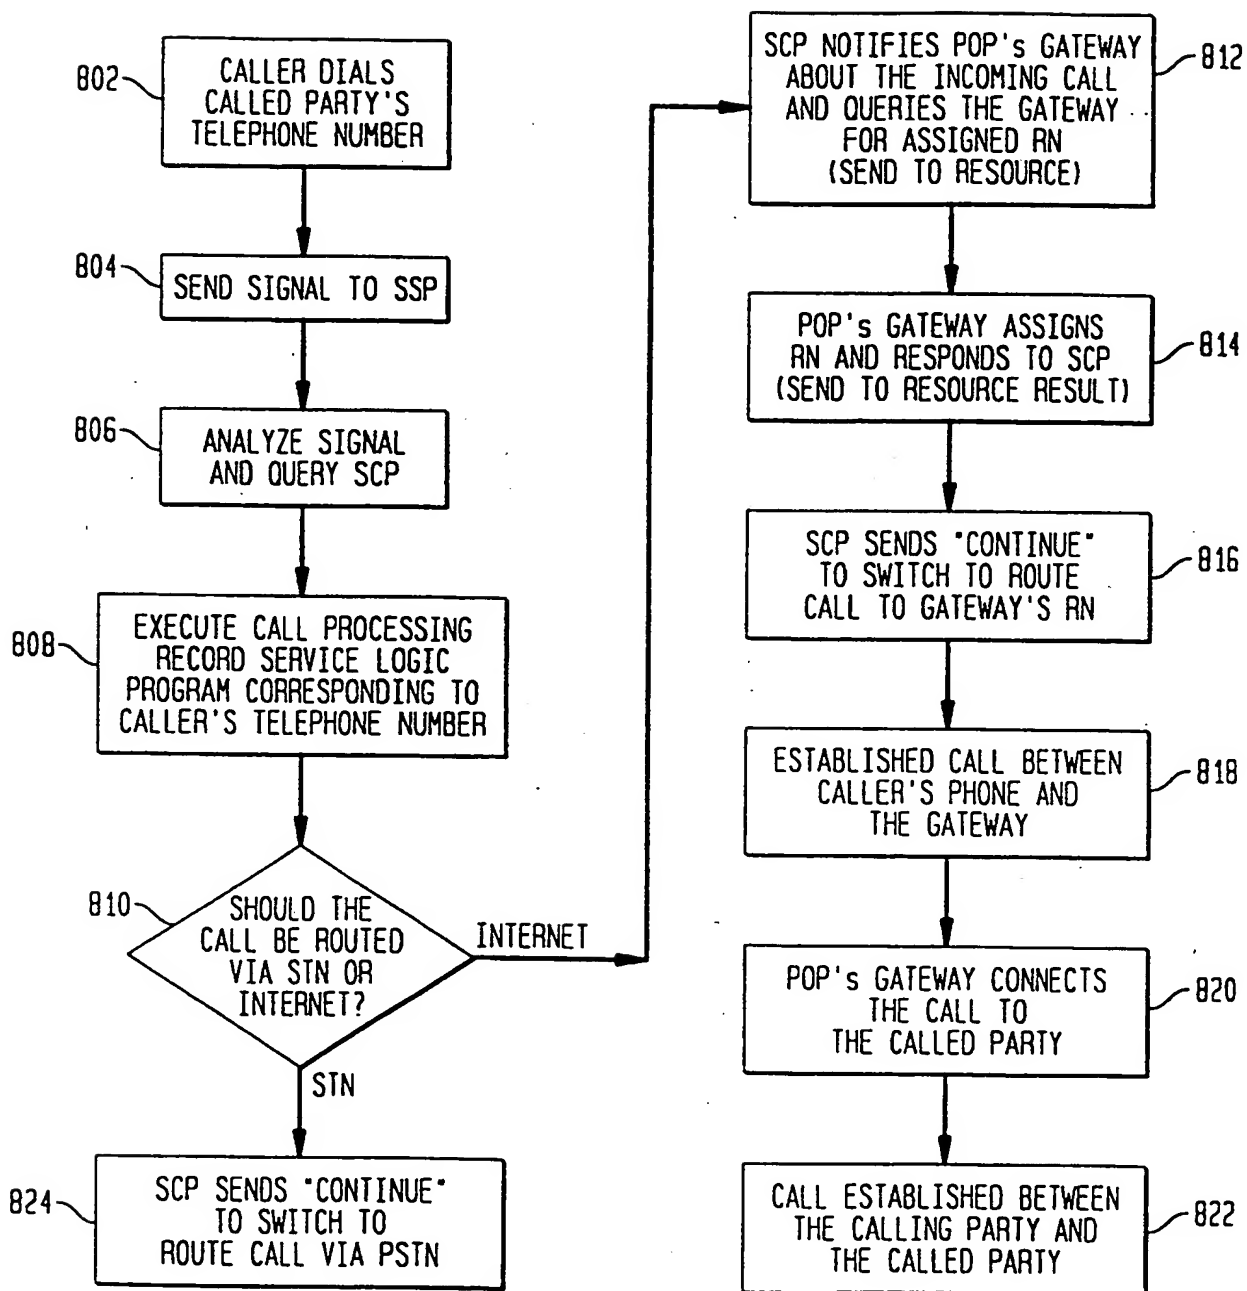 802
CALLER DIALS
CALLED PARTY'S
TELEPHONE NUMBER
804
SEND SIGNAL TO SSP
806
ANALYZE SIGNAL
AND QUERY SCP
808
EXECUTE CALL PROCESSING
RECORD SERVICE LOGIC
PROGRAM CORRESPONDING TO
CALLER'S TELEPHONE NUMBER
810
SHOULD THE
CALL BE ROUTED
VIA STN OR
INTERNET?
INTERNET
STN
824
SCP SENDS "CONTINUE"
TO SWITCH TO
ROUTE CALL VIA PSTN
SCP NOTIFIES POP's GATEWAY
ABOUT THE INCOMING CALL
AND QUERIES THE GATEWAY
FOR ASSIGNED RN
(SEND TO RESOURCE)
812
POP's GATEWAY ASSIGNS
RN AND RESPONDS TO SCP
(SEND TO RESOURCE RESULT)
814
SCP SENDS "CONTINUE"
TO SWITCH TO ROUTE
CALL TO GATEWAY'S RN
816
ESTABLISHED CALL BETWEEN
CALLER'S PHONE AND
THE GATEWAY
818
POP's GATEWAY CONNECTS
THE CALL TO
THE CALLED PARTY
820
CALL ESTABLISHED BETWEEN
THE CALLING PARTY AND
THE CALLED PARTY
822